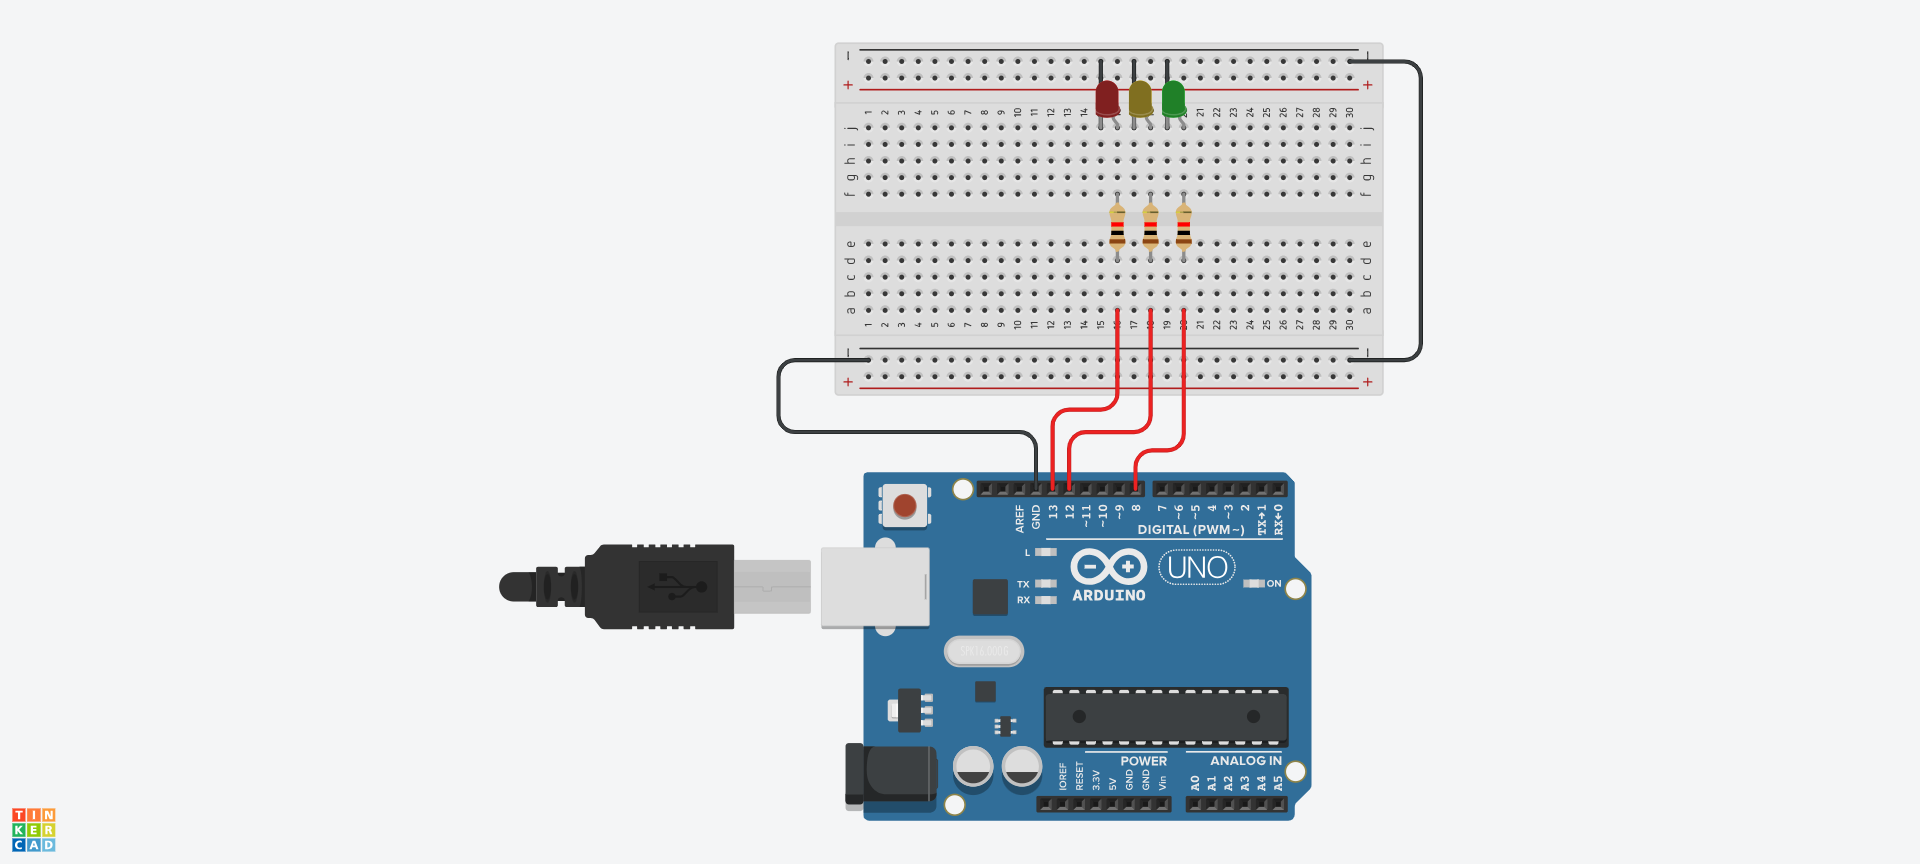 − −
+ +
1 2 3 4 5 6 7 8 9 10 11 12 13 14 21 22 23 24 25 26 27 28 29 30
j j
i i
h h
g g
f f
e e
d d
c c
b b
a a
1 2 3 4 5 6 7 8 9 10 11 12 13 14 15 16 17 18 19 20 21 22 23 24 25 26 27 28 29 30
− −
+ +
AREF GND 13 12 ~11 ~10 ~9 8 7 ~6 ~5 4 ~3 2 TX→1 RX←0
DIGITAL (PWM~)
L
TX
RX
UNO
ON
ARDUINO
SPK16.000G
POWER ANALOG IN
IOREF RESET 3.3V 5V GND GND Vin A0 A1 A2 A3 A4 A5
TIN
KER
CAD